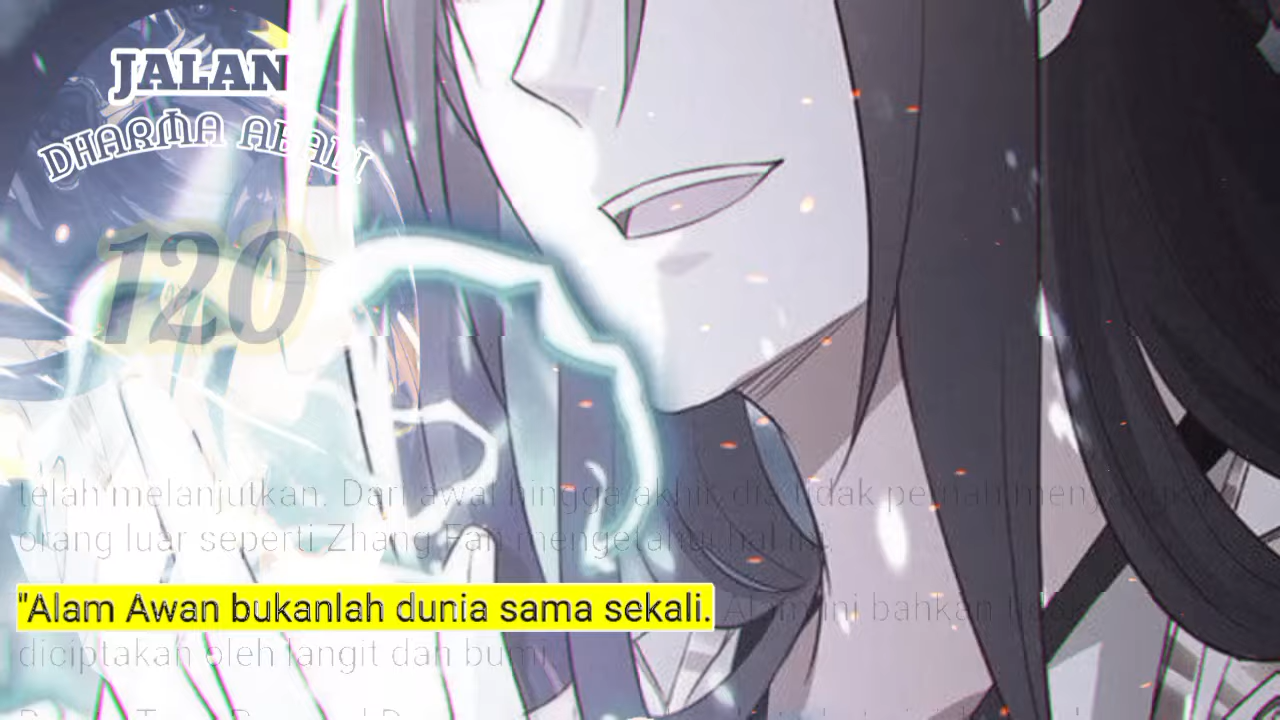 JALAN
DHARMA ABADI
120
telah melanjutkan. Dari awal hingga akhir, dia tidak pernah
orang luar seperti Zhang Fan mengetahui hal ini.
"Alam Awan bukanlah dunia sama sekali. Alam ini bahkan
diciptakan oleh langit dan bumi.